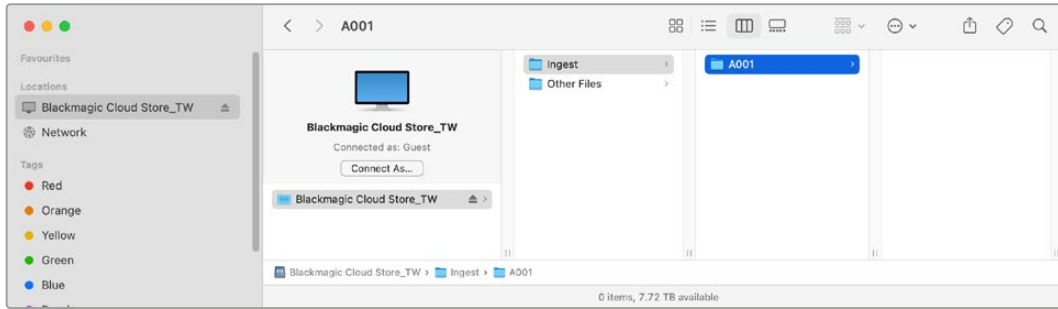 A001
Favourites
Locations
Blackmagic Cloud Store_TW
Network
Tags
Red
Orange
Yellow
Green
Blue
Blackmagic Cloud Store_TW
Connected as: Guest
Connect As...
Blackmagic Cloud Store_TW
Ingest
Other Files
A001
Blackmagic Cloud Store_TW › Ingest › A001
0 items, 7.72 TB available